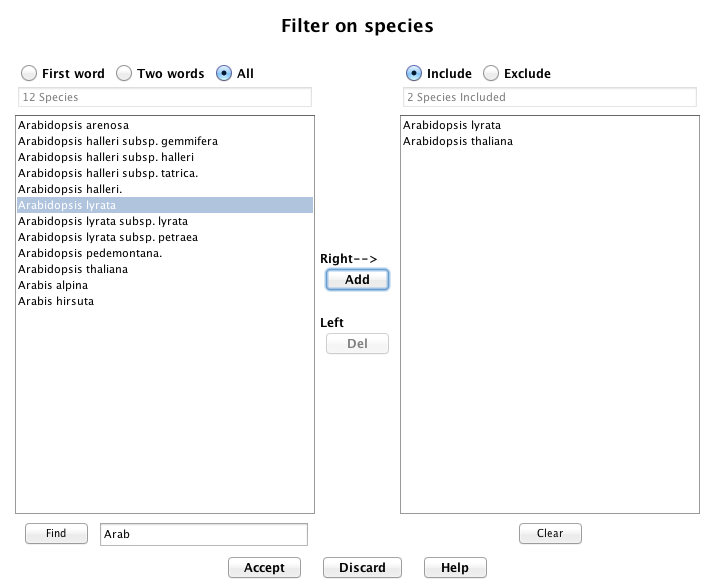 Filter on species
First word Two words All
Include Exclude
12 Species
2 Species Included
Arabidopsis arenosa
Arabidopsis halleri subsp. gemmifera
Arabidopsis halleri subsp. halleri
Arabidopsis halleri subsp. tatrica.
Arabidopsis halleri.
Arabidopsis lyrata
Arabidopsis lyrata subsp. lyrata
Arabidopsis lyrata subsp. petraea
Arabidopsis pedemontana.
Arabidopsis thaliana
Arabis alpina
Arabis hirsuta
Right-->
Add
Left
Del
Arabidopsis lyrata
Arabidopsis thaliana
Find Arab
Clear
Accept Discard Help